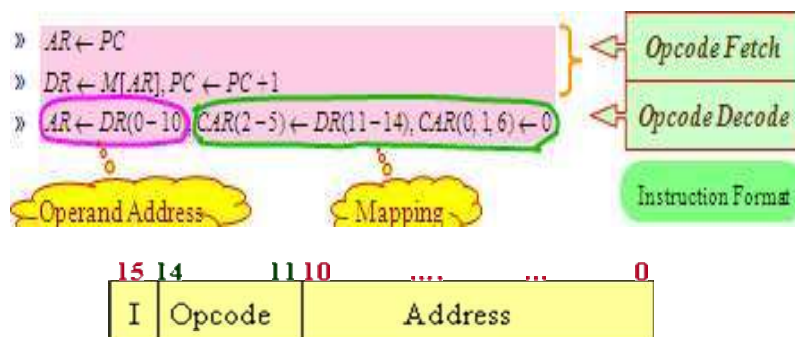 » AR ← PC
Opcode Fetch
» DR ← M[AR], PC ← PC + 1
» AR ← DR(0 − 10), CAR(2 − 5) ← DR(11 − 14), CAR(0, 1, 6) ← 0
Opcode Decode
Operand Address
Mapping
Instruction Format
15 14 11 10 .... ... 0
I Opcode Address